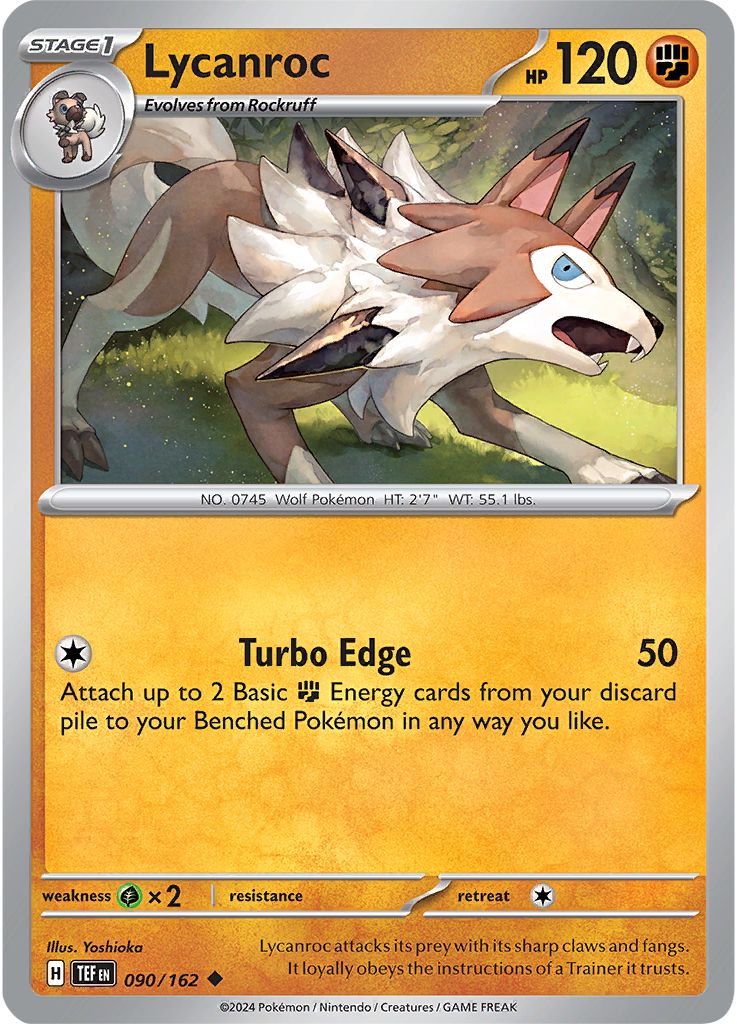 STAGE1
Lycanroc
HP 120
Evolves from Rockruff
NO. 0745 Wolf Pokémon HT: 2'7" WT: 55.1 lbs.
Turbo Edge 50
Attach up to 2 Basic Energy cards from your discard
pile to your Benched Pokémon in any way you like.
weakness ×2 resistance retreat
Illus. Yoshioka
Lycanroc attacks its prey with its sharp claws and fangs.
It loyally obeys the instructions of a Trainer it trusts.
H TEF EN 090/162
©2024 Pokémon / Nintendo / Creatures / GAME FREAK